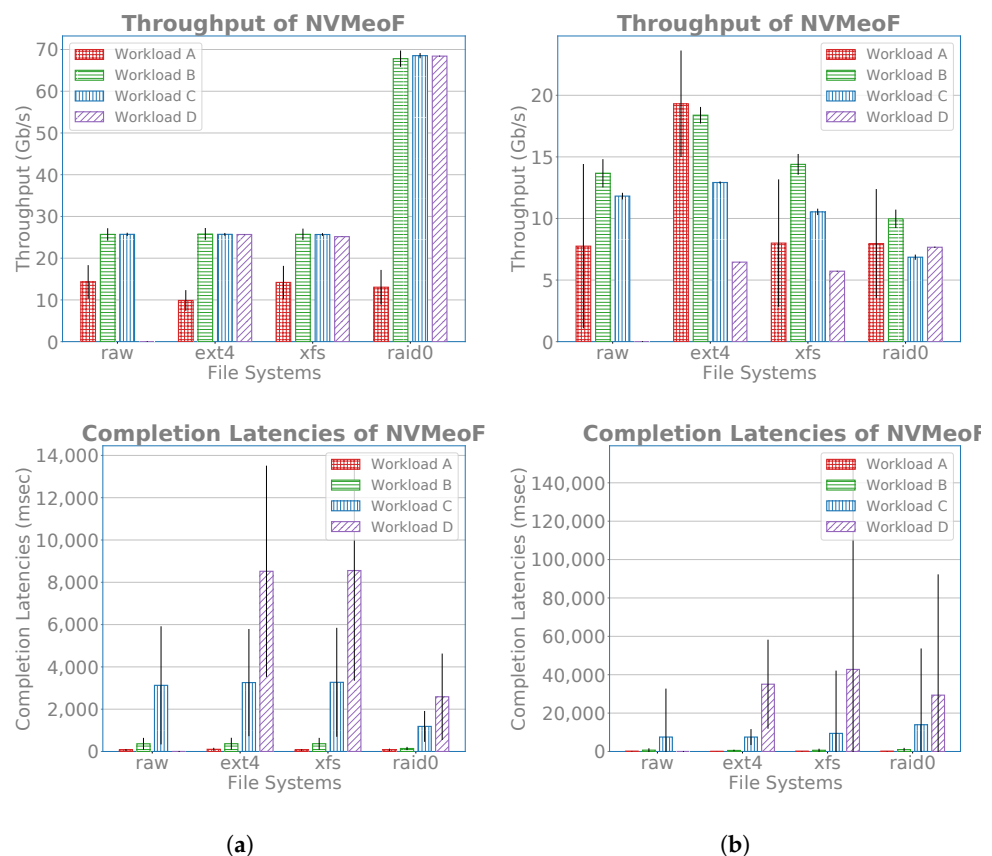 Throughput of NVMeoF
70
60
50
40
30
20
10
0
Throughput (Gb/s)
Workload A
Workload B
Workload C
Workload D
raw ext4 xfs raid0
File Systems
Throughput of NVMeoF
20
15
10
5
0
Throughput (Gb/s)
Workload A
Workload B
Workload C
Workload D
raw ext4 xfs raid0
File Systems
Completion Latencies of NVMeoF
14,000
12,000
10,000
8,000
6,000
4,000
2,000
0
Completion Latencies (msec)
Workload A
Workload B
Workload C
Workload D
raw ext4 xfs raid0
File Systems
(a)
Completion Latencies of NVMeoF
140,000
120,000
100,000
80,000
60,000
40,000
20,000
0
Completion Latencies (msec)
Workload A
Workload B
Workload C
Workload D
raw ext4 xfs raid0
File Systems
(b)